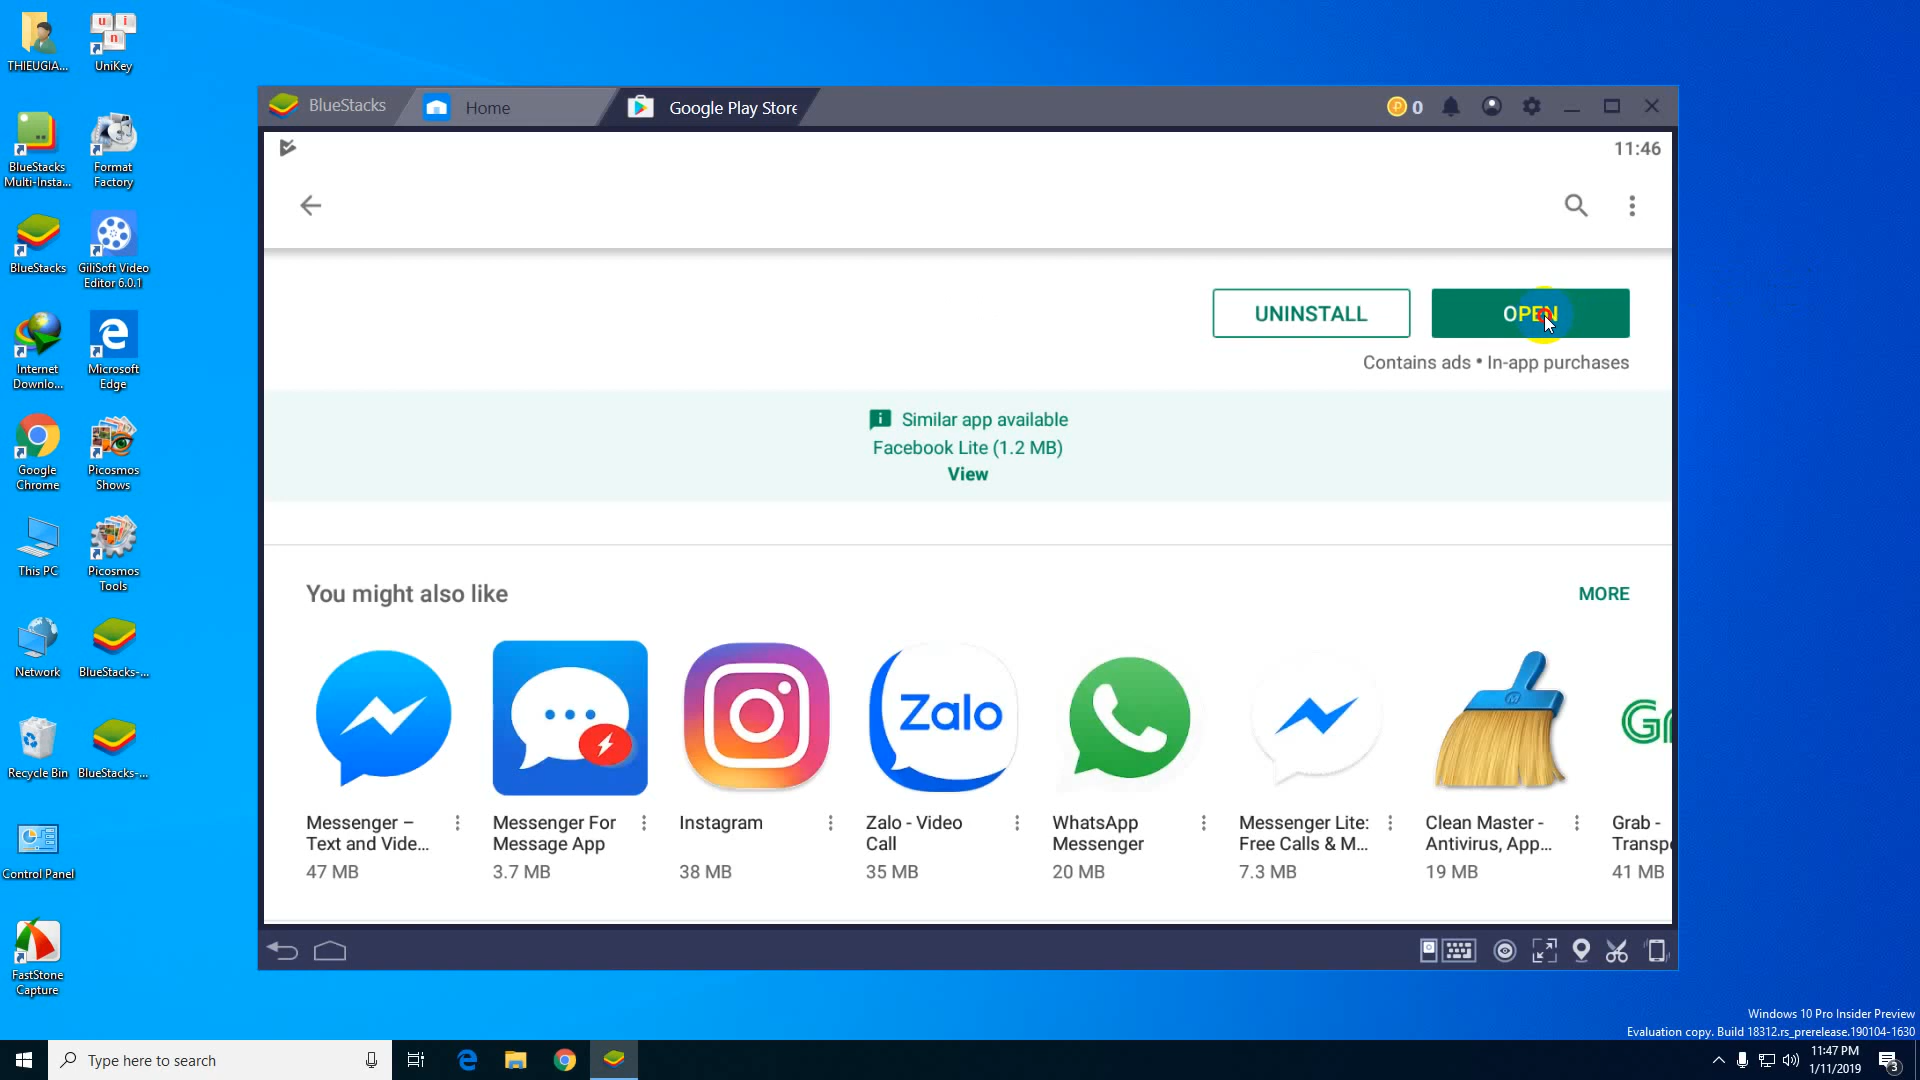 THIEUGIA...
UniKey
BlueStacks
Multi-Insta...
Format
Factory
BlueStacks
GiliSoft Video
Editor 6.0.1
Internet
Downlo...
Microsoft
Edge
Google
Chrome
Picosmos
Shows
This PC
Picosmos
Tools
Network
BlueStacks-...
Recycle Bin
BlueStacks-...
Control Panel
FastStone
Capture
BlueStacks
Home
Google Play Store
0
11:46
UNINSTALL
OPEN
Contains ads • In-app purchases
Similar app available
Facebook Lite (1.2 MB)
View
You might also like
MORE
Zalo
Messenger –
Text and Vide...
47 MB
Messenger For
Message App
3.7 MB
Instagram
38 MB
Zalo - Video
Call
35 MB
WhatsApp
Messenger
20 MB
Messenger Lite:
Free Calls & M...
7.3 MB
Clean Master -
Antivirus, App...
19 MB
Grab -
Transp
41 MB
Windows 10 Pro Insider Preview
Evaluation copy. Build 18312.rs_prerelease.190104-1630
Type here to search
11:47 PM
1/11/2019
3